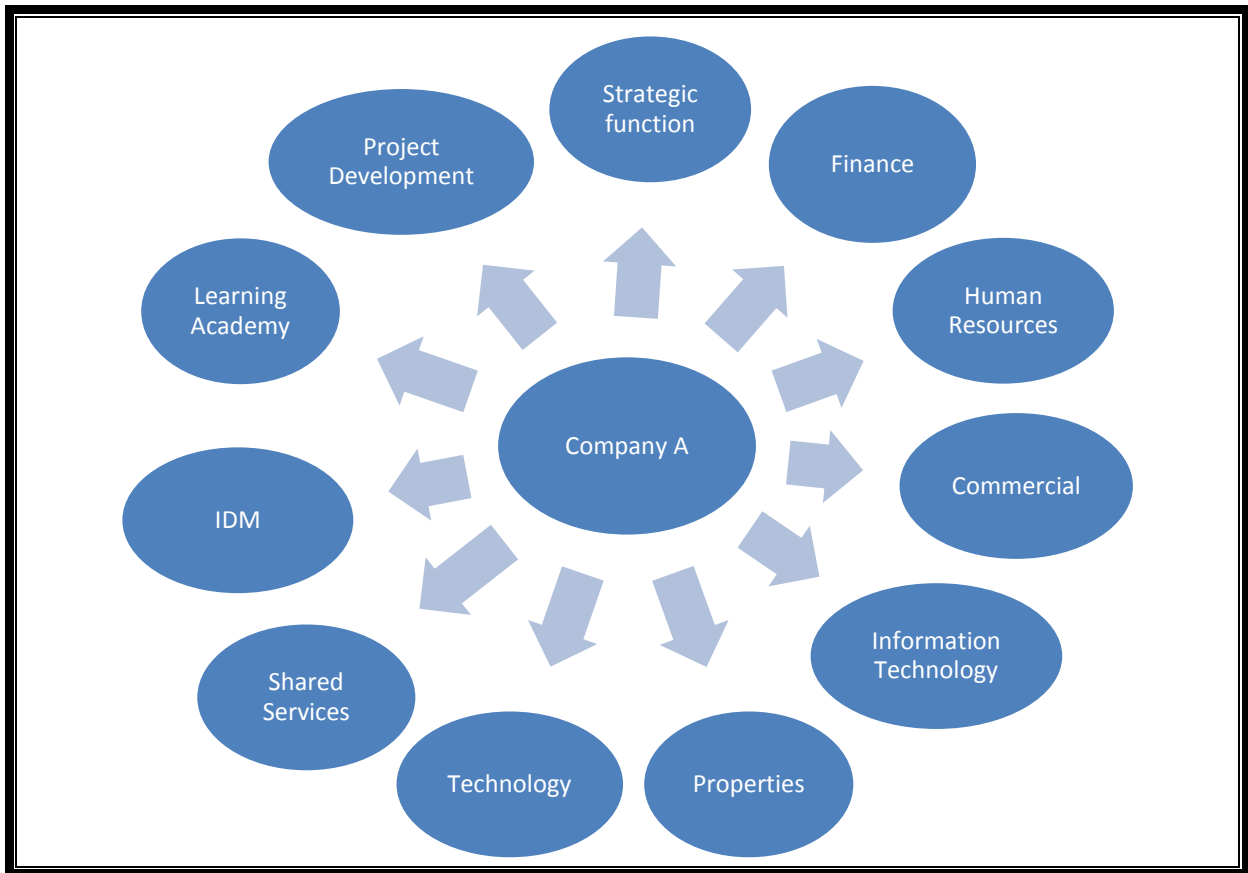 Strategic
function
Finance
Human
Resources
Commercial
Information
Technology
Properties
Technology
Shared
Services
IDM
Learning
Academy
Project
Development
Company A